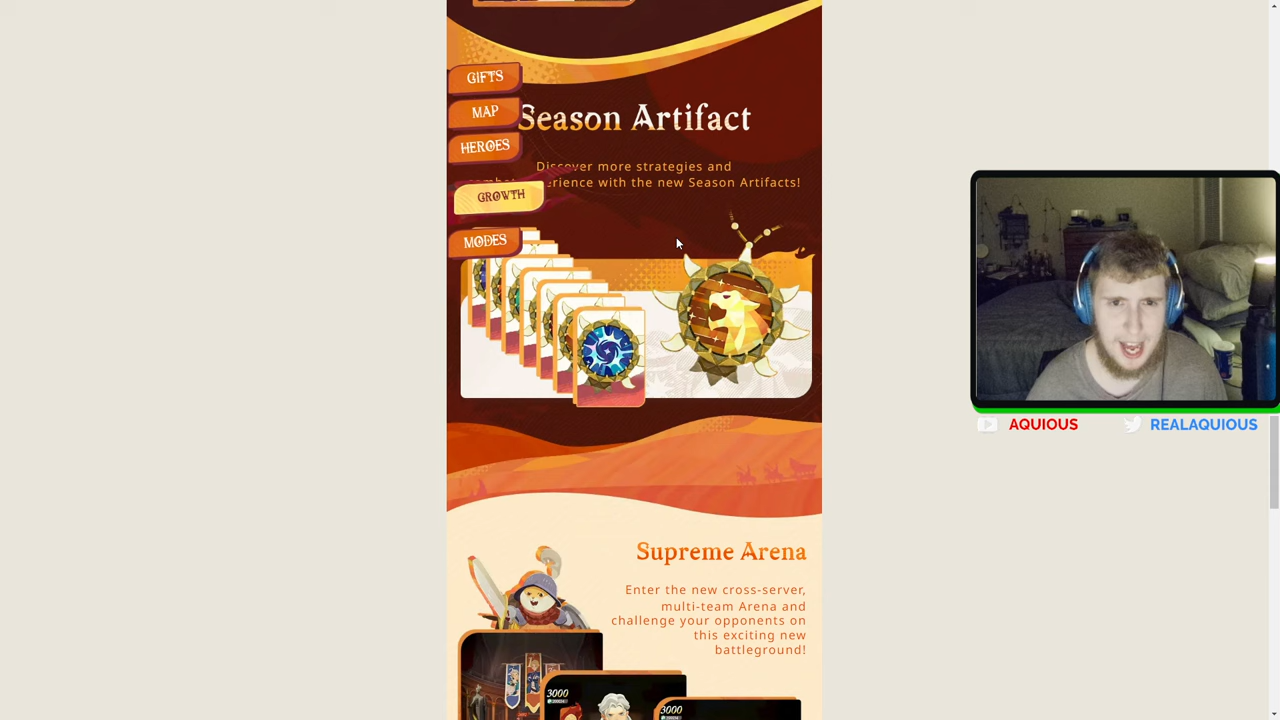 GIFTS
MAP
HEROES
GROWTH
MODES
Season Artifact
Discover more strategies and
experience with the new Season Artifacts!
AQUIOUS
REALAQUIOUS
Supreme Arena
Enter the new cross-server,
multi-team Arena and
challenge your opponents on
this exciting new
battleground!
3000
3000